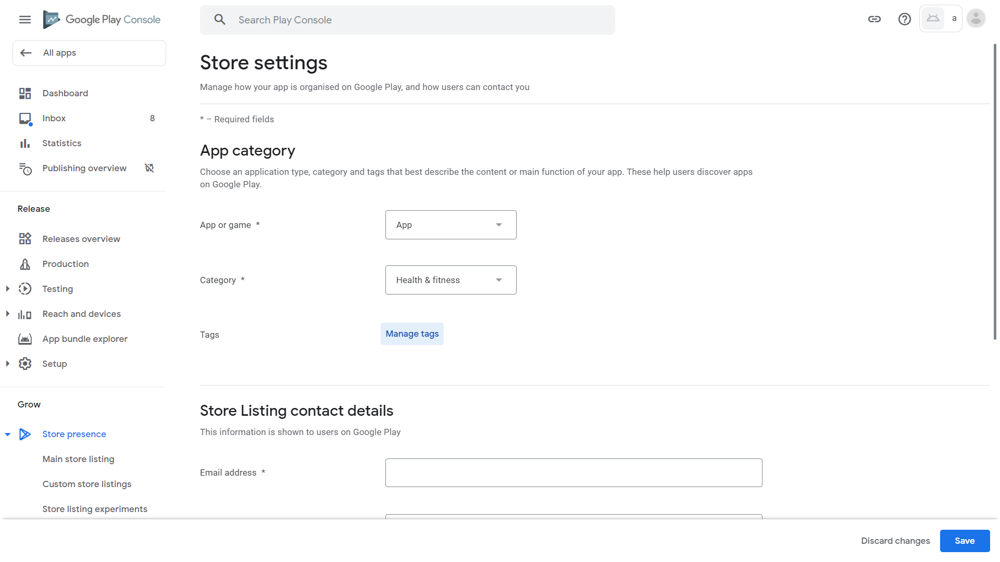 Google Play Console
Search Play Console
a
All apps
Dashboard
Inbox 8
Statistics
Publishing overview
Release
Releases overview
Production
Testing
Reach and devices
App bundle explorer
Setup
Grow
Store presence
Main store listing
Custom store listings
Store listing experiments
Store settings
Manage how your app is organised on Google Play, and how users can contact you
* – Required fields
App category
Choose an application type, category and tags that best describe the content or main function of your app. These help users discover apps
on Google Play.
App or game * App
Category * Health & fitness
Tags Manage tags
Store Listing contact details
This information is shown to users on Google Play
Email address *
Discard changes Save